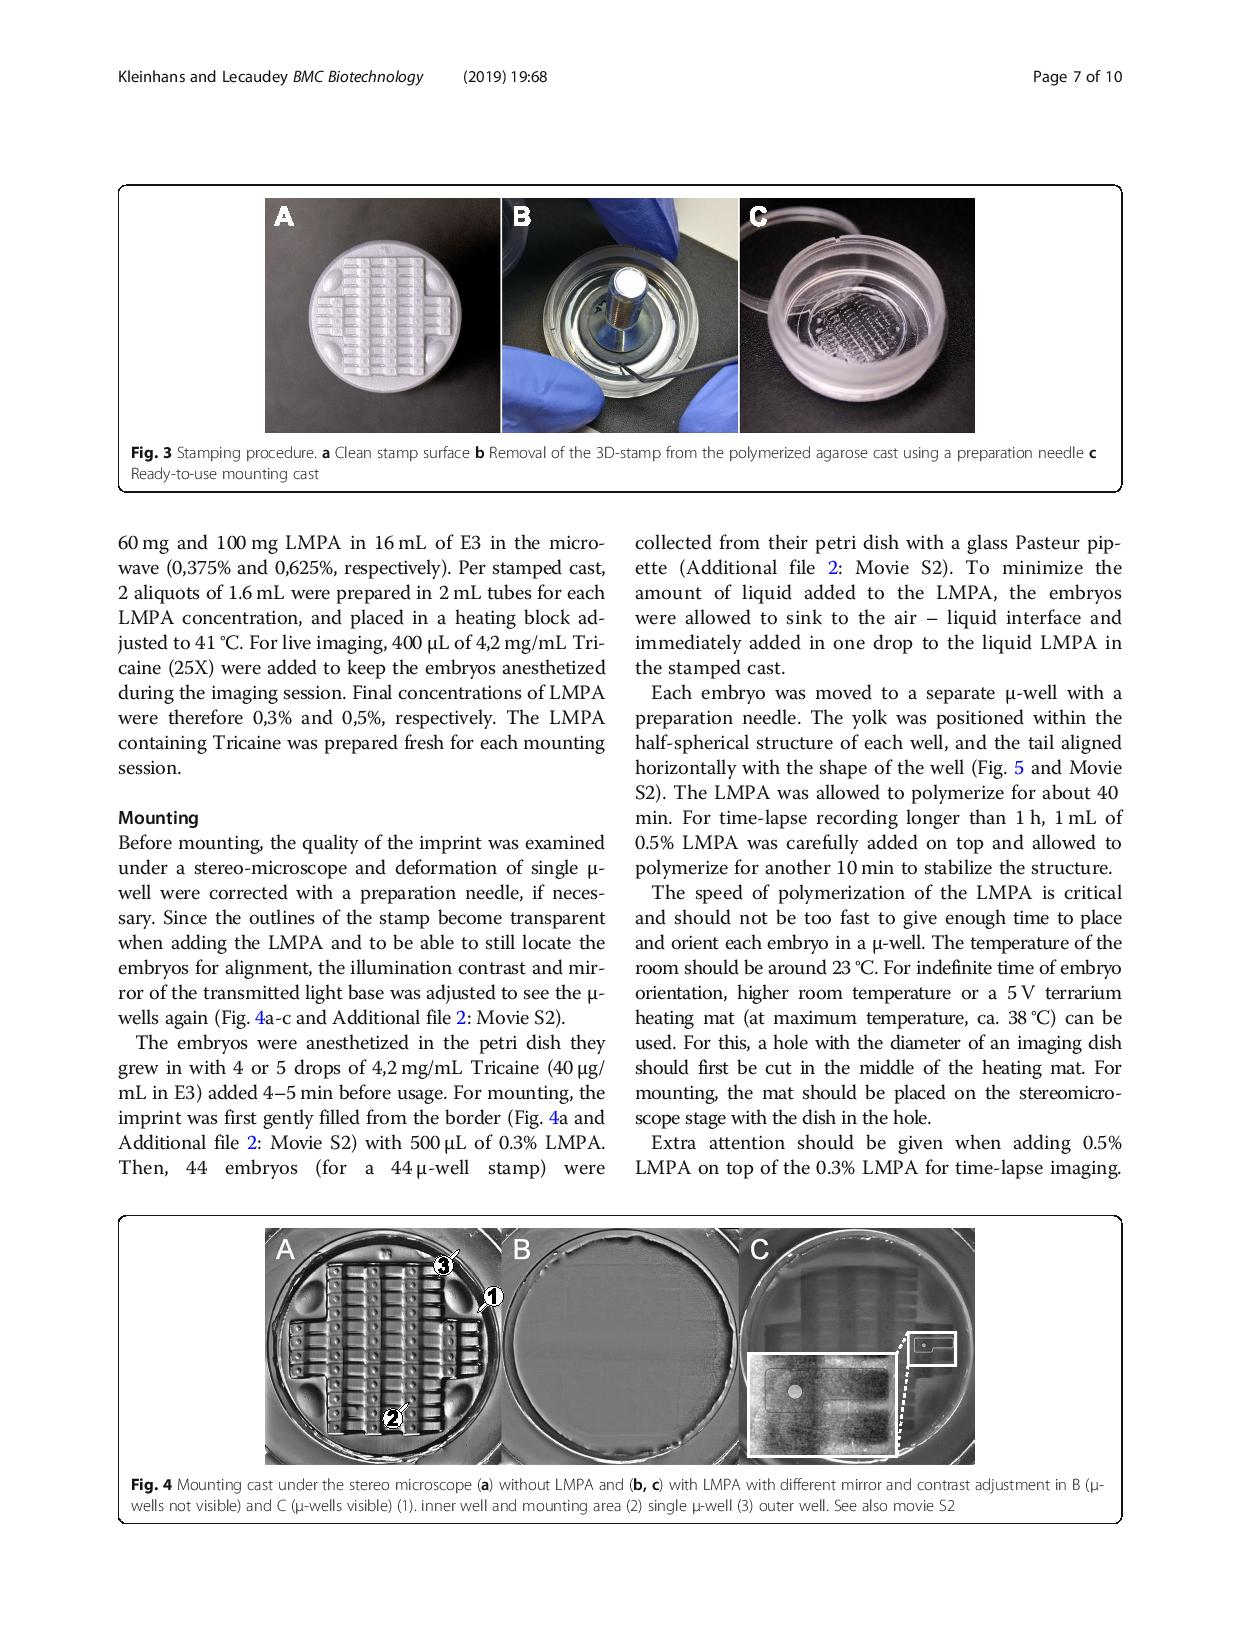 Kleinhans and Lecaudey BMC Biotechnology (2019) 19:68 Page 7 of 10
A B C
Fig. 3 Stamping procedure. a Clean stamp surface b Removal of the 3D-stamp from the polymerized agarose cast using a preparation needle c
Ready-to-use mounting cast
60 mg and 100 mg LMPA in 16 mL of E3 in the micro-
wave (0,375% and 0,625%, respectively). Per stamped cast,
2 aliquots of 1.6 mL were prepared in 2 mL tubes for each
LMPA concentration, and placed in a heating block ad-
justed to 41 °C. For live imaging, 400 μL of 4,2 mg/mL Tri-
caine (25X) were added to keep the embryos anesthetized
during the imaging session. Final concentrations of LMPA
were therefore 0,3% and 0,5%, respectively. The LMPA
containing Tricaine was prepared fresh for each mounting
session.
Mounting
Before mounting, the quality of the imprint was examined
under a stereo-microscope and deformation of single μ-
well were corrected with a preparation needle, if neces-
sary. Since the outlines of the stamp become transparent
when adding the LMPA and to be able to still locate the
embryos for alignment, the illumination contrast and mir-
ror of the transmitted light base was adjusted to see the μ-
wells again (Fig. 4a-c and Additional file 2: Movie S2).
The embryos were anesthetized in the petri dish they
grew in with 4 or 5 drops of 4,2 mg/mL Tricaine (40 μg/
mL in E3) added 4–5 min before usage. For mounting, the
imprint was first gently filled from the border (Fig. 4a and
Additional file 2: Movie S2) with 500 μL of 0.3% LMPA.
Then, 44 embryos (for a 44 μ-well stamp) were
collected from their petri dish with a glass Pasteur pip-
ette (Additional file 2: Movie S2). To minimize the
amount of liquid added to the LMPA, the embryos
were allowed to sink to the air – liquid interface and
immediately added in one drop to the liquid LMPA in
the stamped cast.
Each embryo was moved to a separate μ-well with a
preparation needle. The yolk was positioned within the
half-spherical structure of each well, and the tail aligned
horizontally with the shape of the well (Fig. 5 and Movie
S2). The LMPA was allowed to polymerize for about 40
min. For time-lapse recording longer than 1 h, 1 mL of
0.5% LMPA was carefully added on top and allowed to
polymerize for another 10 min to stabilize the structure.
The speed of polymerization of the LMPA is critical
and should not be too fast to give enough time to place
and orient each embryo in a μ-well. The temperature of the
room should be around 23 °C. For indefinite time of embryo
orientation, higher room temperature or a 5 V terrarium
heating mat (at maximum temperature, ca. 38 °C) can be
used. For this, a hole with the diameter of an imaging dish
should first be cut in the middle of the heating mat. For
mounting, the mat should be placed on the stereomicro-
scope stage with the dish in the hole.
Extra attention should be given when adding 0.5%
LMPA on top of the 0.3% LMPA for time-lapse imaging.
A B C
3
1
2
Fig. 4 Mounting cast under the stereo microscope (a) without LMPA and (b, c) with LMPA with different mirror and contrast adjustment in B (μ-
wells not visible) and C (μ-wells visible) (1). inner well and mounting area (2) single μ-well (3) outer well. See also movie S2